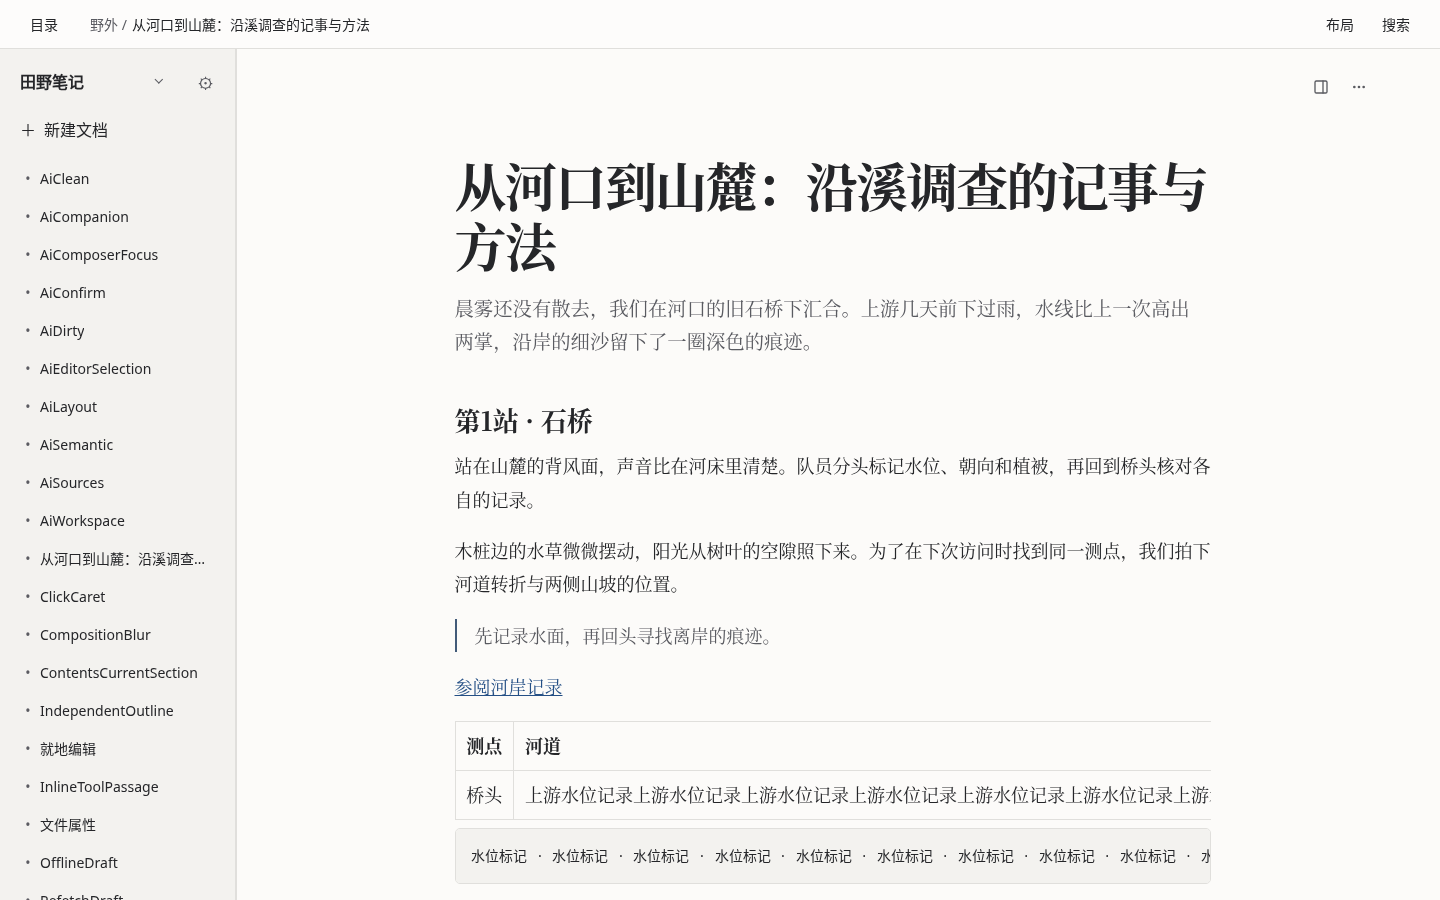 目录
野外 / 从河口到山麓：沿溪调查的记事与方法
布局
搜索
田野笔记
新建文档
AiClean
AiCompanion
AiComposerFocus
AiConfirm
AiDirty
AiEditorSelection
AiLayout
AiSemantic
AiSources
AiWorkspace
从河口到山麓：沿溪调查...
ClickCaret
CompositionBlur
ContentsCurrentSection
IndependentOutline
就地编辑
InlineToolPassage
文件属性
OfflineDraft
RefetchDraft
从河口到山麓：沿溪调查的记事与
方法
晨雾还没有散去，我们在河口的旧石桥下汇合。上游几天前下过雨，水线比上一次高出
两掌，沿岸的细沙留下了一圈深色的痕迹。
第1站 · 石桥
站在山麓的背风面，声音比在河床里清楚。队员分头标记水位、朝向和植被，再回到桥头核对各
自的记录。
木桩边的水草微微摆动，阳光从树叶的空隙照下来。为了在下次访问时找到同一测点，我们拍下
河道转折与两侧山坡的位置。
先记录水面，再回头寻找离岸的痕迹。
参阅河岸记录
测点 河道
桥头 上游水位记录上游水位记录上游水位记录上游水位记录上游水位记录上游水位记录上游
水位标记 · 水位标记 · 水位标记 · 水位标记 · 水位标记 · 水位标记 · 水位标记 · 水位标记 · 水位标记 · 水